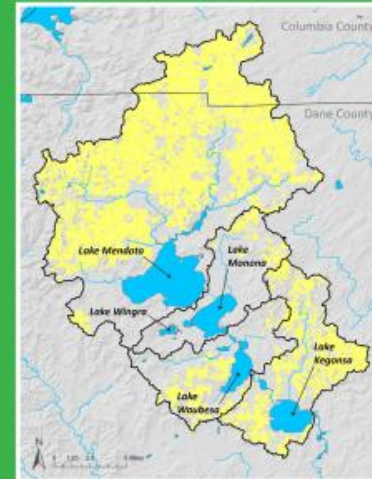 Columbia County
Dane County
Lake Mendota
Lake
Monona
Lake Wingra
Lake
Kegonsa
Lake
Waubesa
N